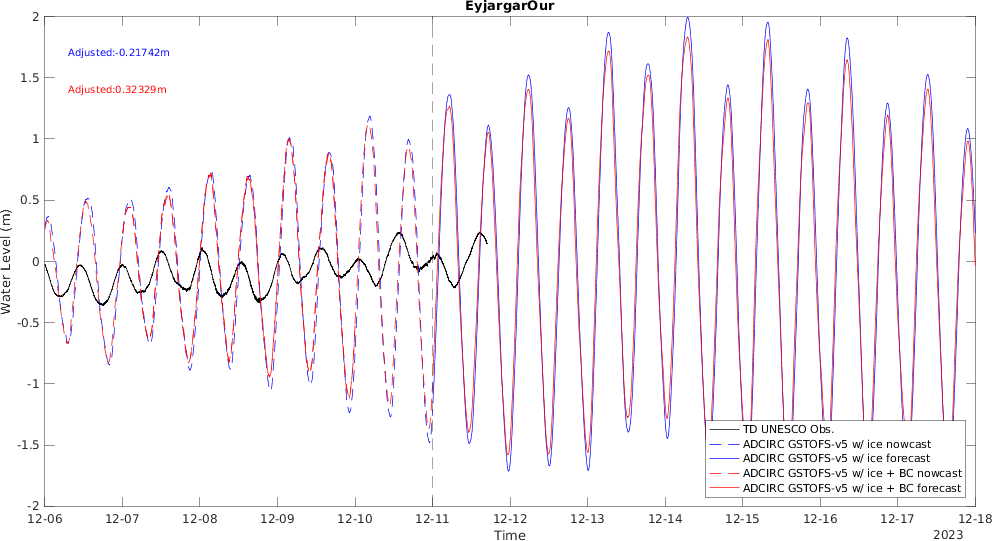 EyjargarOur
Adjusted:-0.21742m
Adjusted:0.32329m
Water Level (m)
2
1.5
1
0.5
0
-0.5
-1
-1.5
-2
TD UNESCO Obs.
ADCIRC GSTOFS-v5 w/ ice nowcast
ADCIRC GSTOFS-v5 w/ ice forecast
ADCIRC GSTOFS-v5 w/ ice + BC nowcast
ADCIRC GSTOFS-v5 w/ ice + BC forecast
12-06 12-07 12-08 12-09 12-10 12-11 12-12 12-13 12-14 12-15 12-16 12-17 12-18
Time
2023